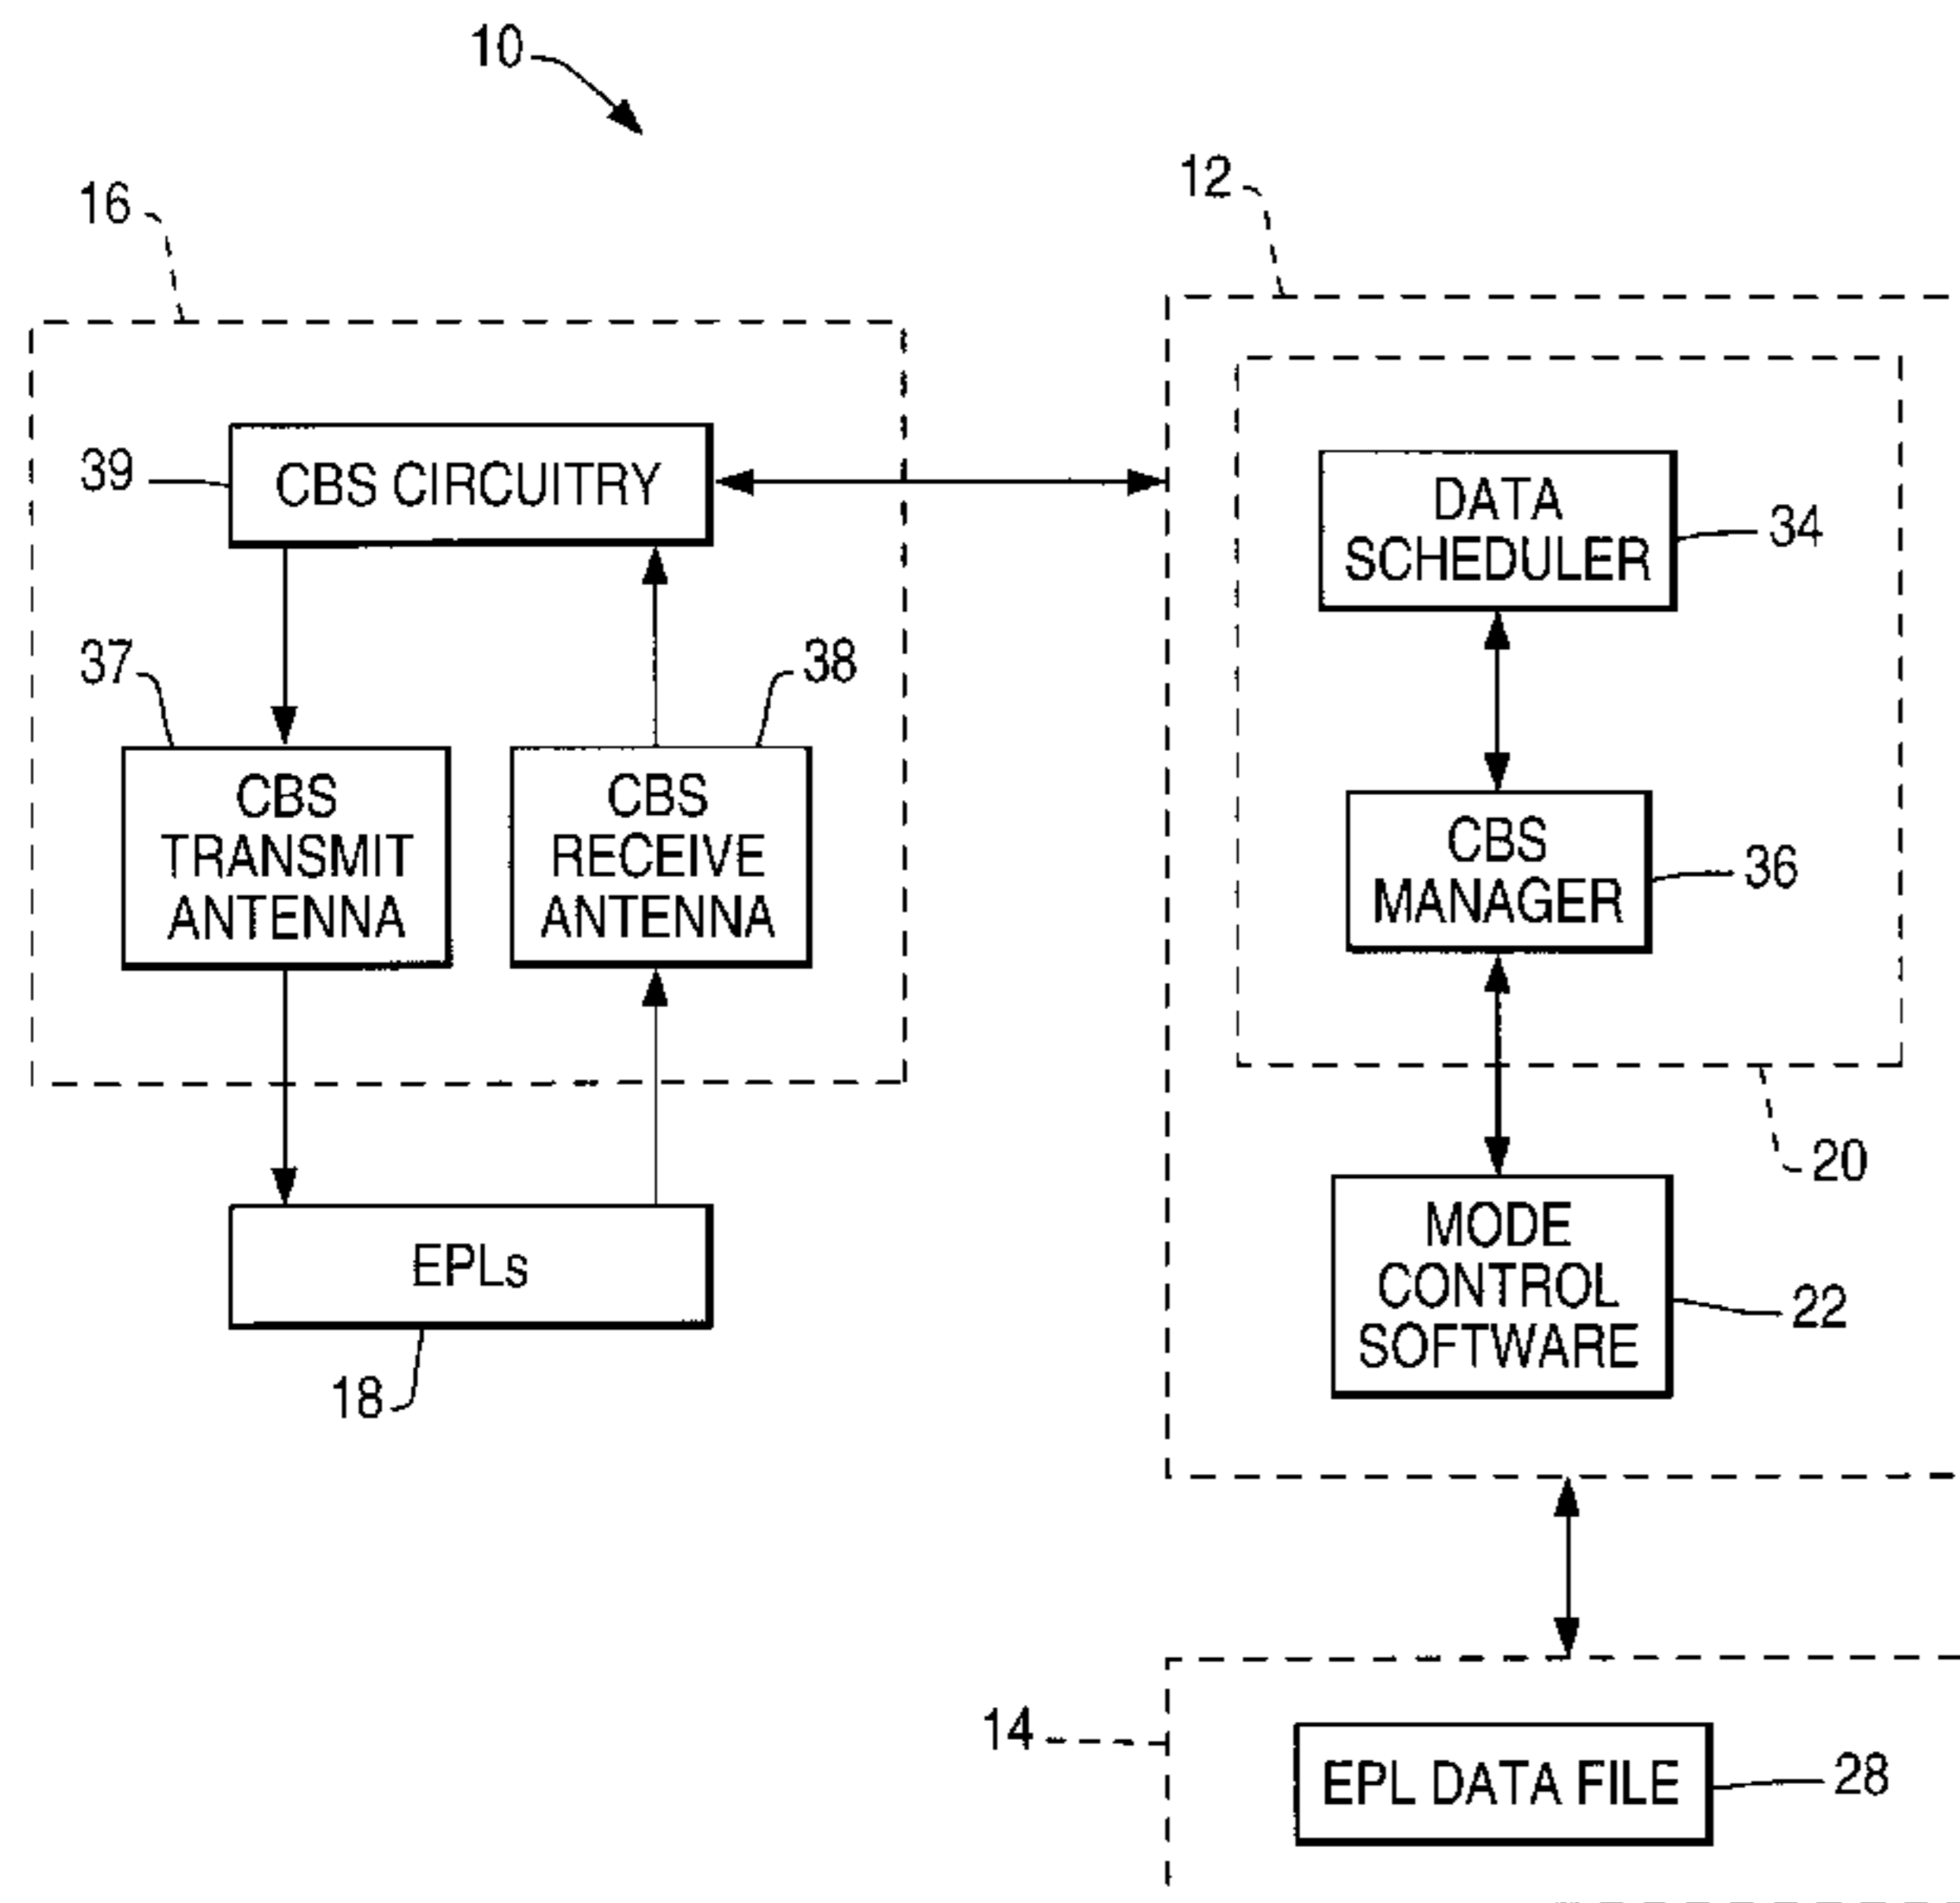 10
16
12
39
CBS CIRCUITRY
DATA
SCHEDULER
34
37
38
CBS
TRANSMIT
ANTENNA
CBS
RECEIVE
ANTENNA
CBS
MANAGER
36
20
EPLs
18
MODE
CONTROL
SOFTWARE
22
14
EPL DATA FILE
28